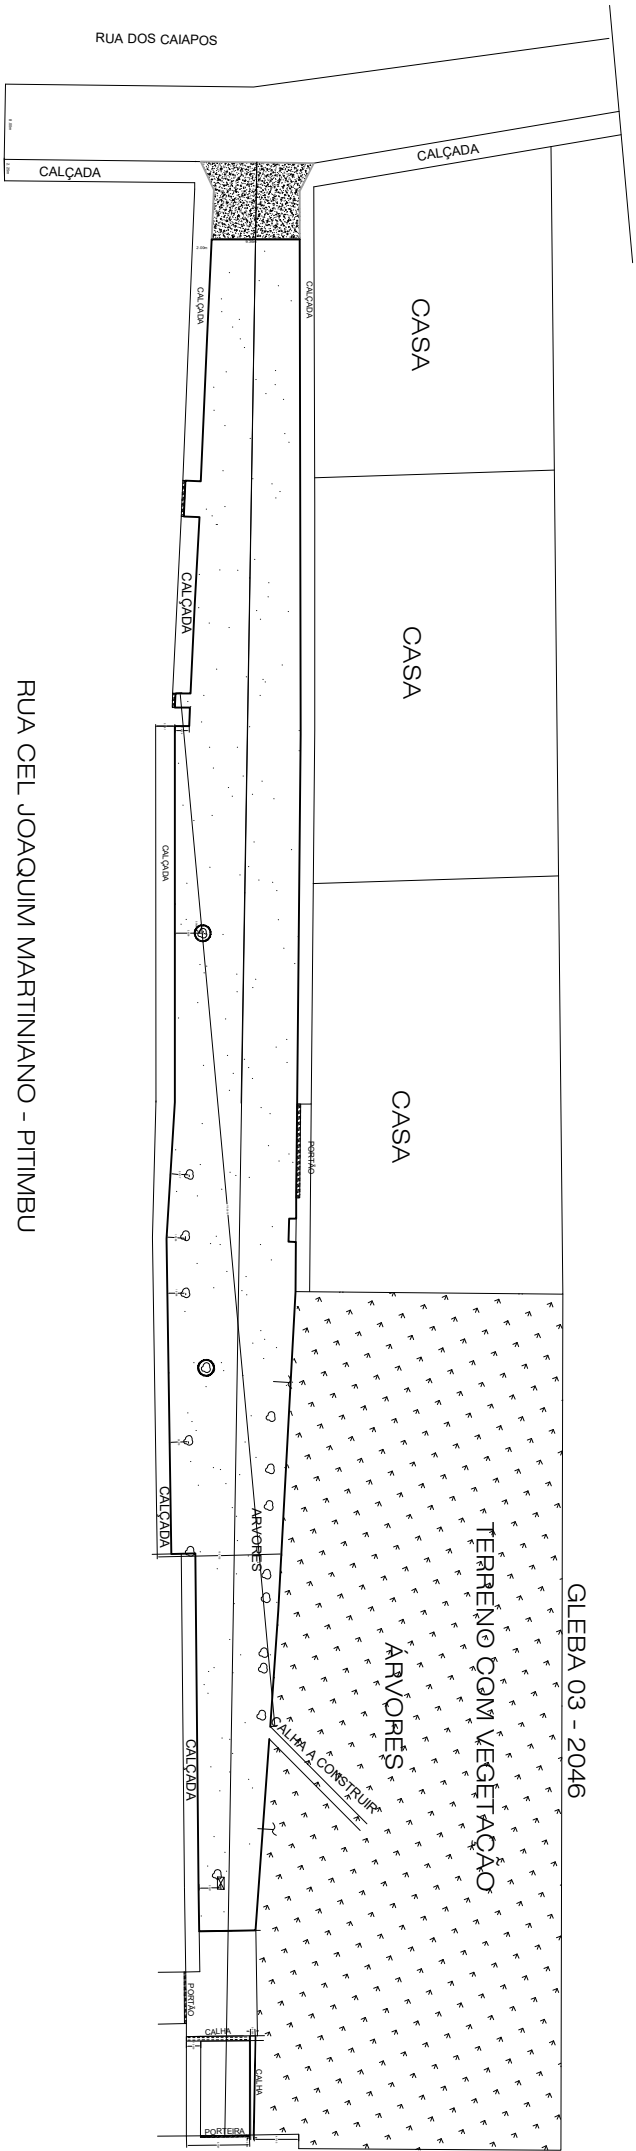 RUA DOS CAIAPOS
CALÇADA
CALÇADA
CALÇADA
CALÇADA
CASA
CALÇADA
CASA
RUA CEL JOAQUIM MARTINIANO - PITIMBU
CALÇADA
CASA
PORTÃO
CALÇADA
ARVORES
TERRENO COM VEGETAÇÃO
ÁRVORES
GLEBA 03 - 2046
CALHA A CONSTRUIR
CALÇADA
PORTÃO
CALHA
CALHA
PORTEIRA